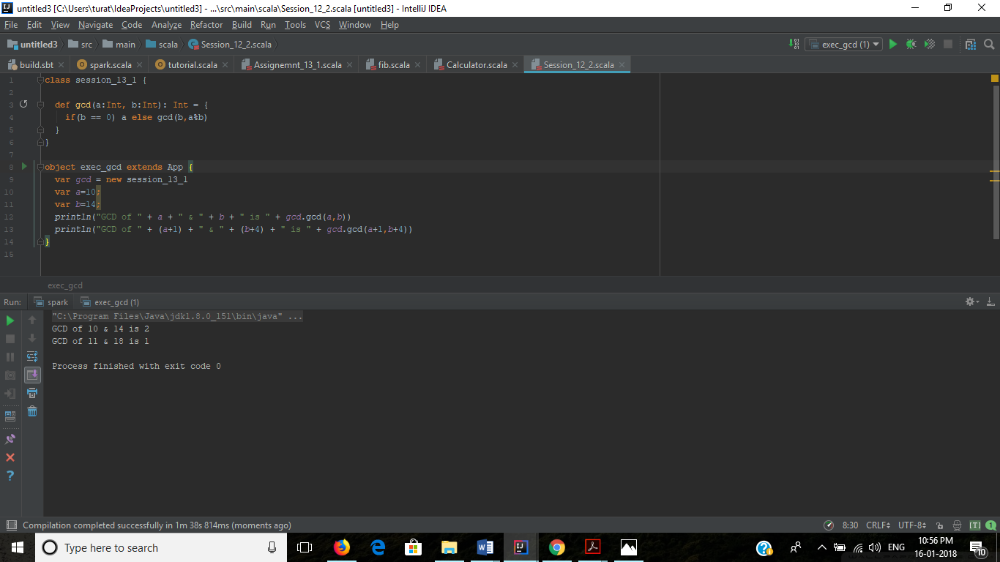 untitled3 [C:\Users\turat\IdeaProjects\untitled3] - ...\src\main\scala\Session_12_2.scala [untitled3] - IntelliJ IDEA
File Edit View Navigate Code Analyze Refactor Build Run Tools VCS Window Help
untitled3 src main scala Session_12_2.scala exec_gcd (1)
build.sbt spark.scala tutorial.scala Assignemnt_13_1.scala fib.scala Calculator.scala Session_12_2.scala
1 class session_13_1 {
2
3 def gcd(a:Int, b:Int): Int = {
4 if(b == 0) a else gcd(b,a%b)
5 }
6 }
7
8 object exec_gcd extends App {
9 var gcd = new session_13_1
10 var a=10;
11 var b=14;
12 println("GCD of " + a + " & " + b + " is " + gcd.gcd(a,b))
13 println("GCD of " + (a+1) + " & " + (b+4) + " is " + gcd.gcd(a+1,b+4))
14 }
15
exec_gcd
Run: spark exec_gcd (1)
"C:\Program Files\Java\jdk1.8.0_151\bin\java" ...
GCD of 10 & 14 is 2
GCD of 11 & 18 is 1
Process finished with exit code 0
Compilation completed successfully in 1m 38s 814ms (moments ago) 8:30 CRLF UTF-8 [T] 1
Type here to search ENG 10:56 PM
16-01-2018 10